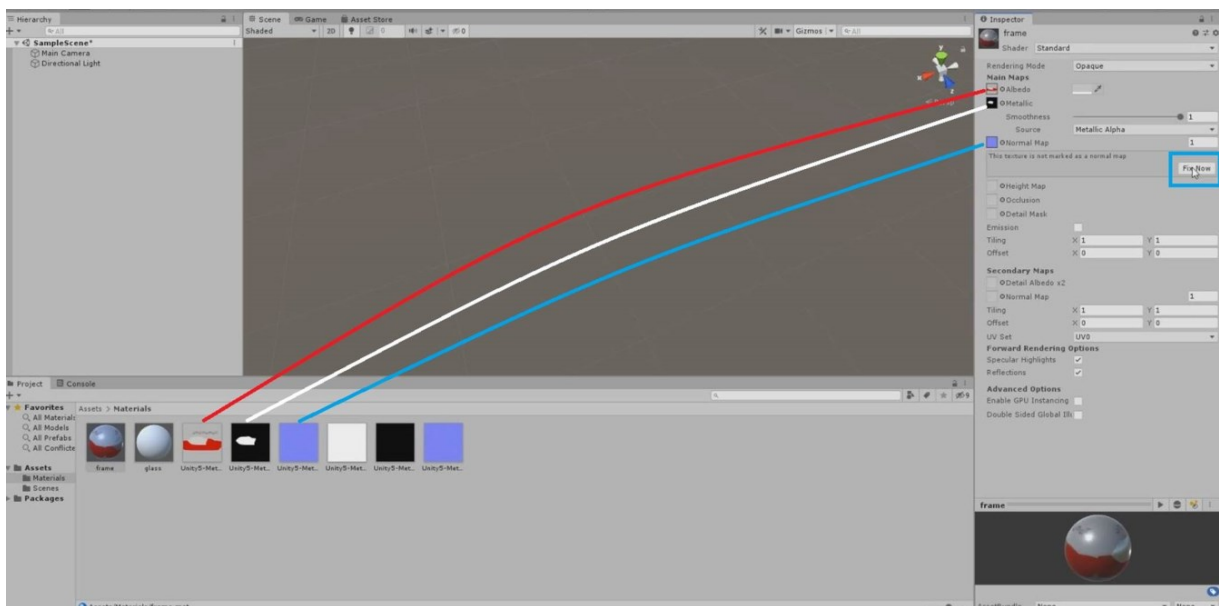 Hierarchy
All
SampleScene*
Main Camera
Directional Light
Scene Game Asset Store
Shaded 2D 0 0 Gizmos All
Inspector
frame
Shader Standard
Rendering Mode Opaque
Main Maps
Albedo
Metallic
Smoothness 1
Source Metallic Alpha
Normal Map 1
This texture is not marked as a normal map
Fix Now
Height Map
Occlusion
Detail Mask
Emission
Tiling X 1 Y 1
Offset X 0 Y 0
Secondary Maps
Detail Albedo x2
Normal Map 1
Tiling X 1 Y 1
Offset X 0 Y 0
UV Set UV0
Forward Rendering Options
Specular Highlights
Reflections
Advanced Options
Enable GPU Instancing
Double Sided Global Ill
Project Console
9
Favorites
All Materials
All Models
All Prefabs
All Conflicte
Assets
Materials
Scenes
Packages
Assets > Materials
frame glass Unity5-Mat... Unity5-Mat... Unity5-Mat... Unity5-Mat... Unity5-Mat... Unity5-Mat...
frame